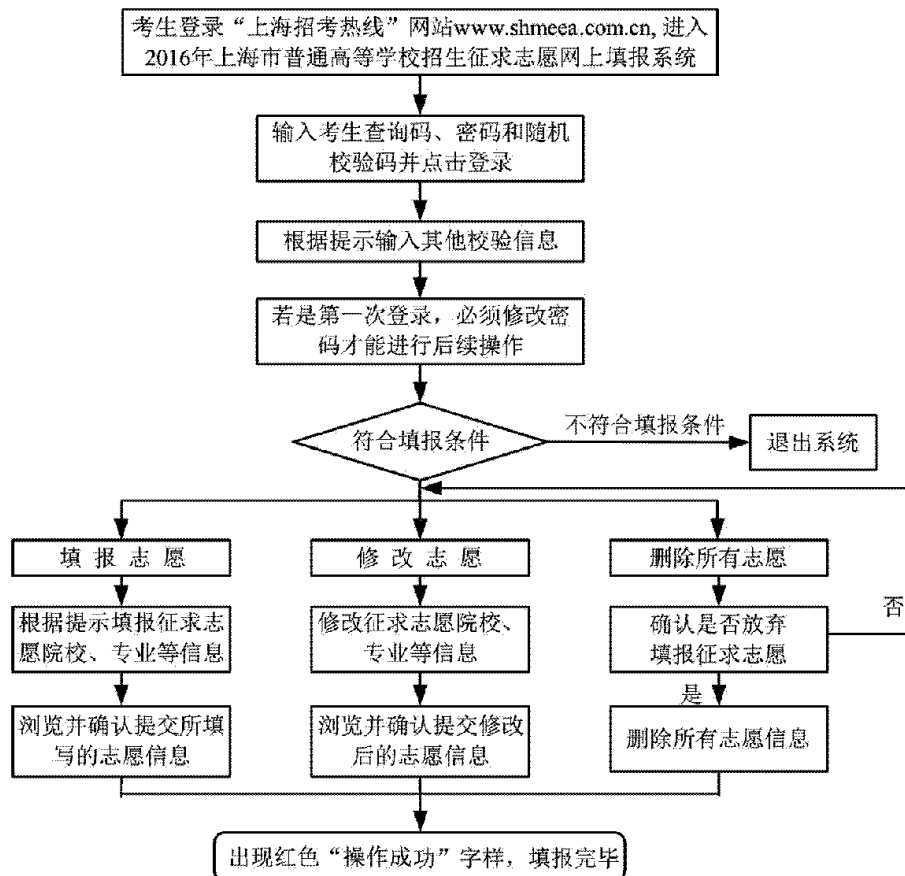 考生登录“上海招考热线”网站www.shmeea.com.cn, 进入
2016年上海市普通高等学校招生征求志愿网上填报系统
输入考生查询码、密码和随机
校验码并点击登录
根据提示输入其他校验信息
若是第一次登录，必须修改密
码才能进行后续操作
符合填报条件
不符合填报条件
退出系统
填 报 志 愿
修 改 志 愿
删除所有志愿
根据提示填报征求志
愿院校、专业等信息
修改征求志愿院校、
专业等信息
确认是否放弃
填报征求志愿
否
是
浏览并确认提交所填
写的志愿信息
浏览并确认提交修改
后的志愿信息
删除所有志愿信息
出现红色“操作成功”字样，填报完毕